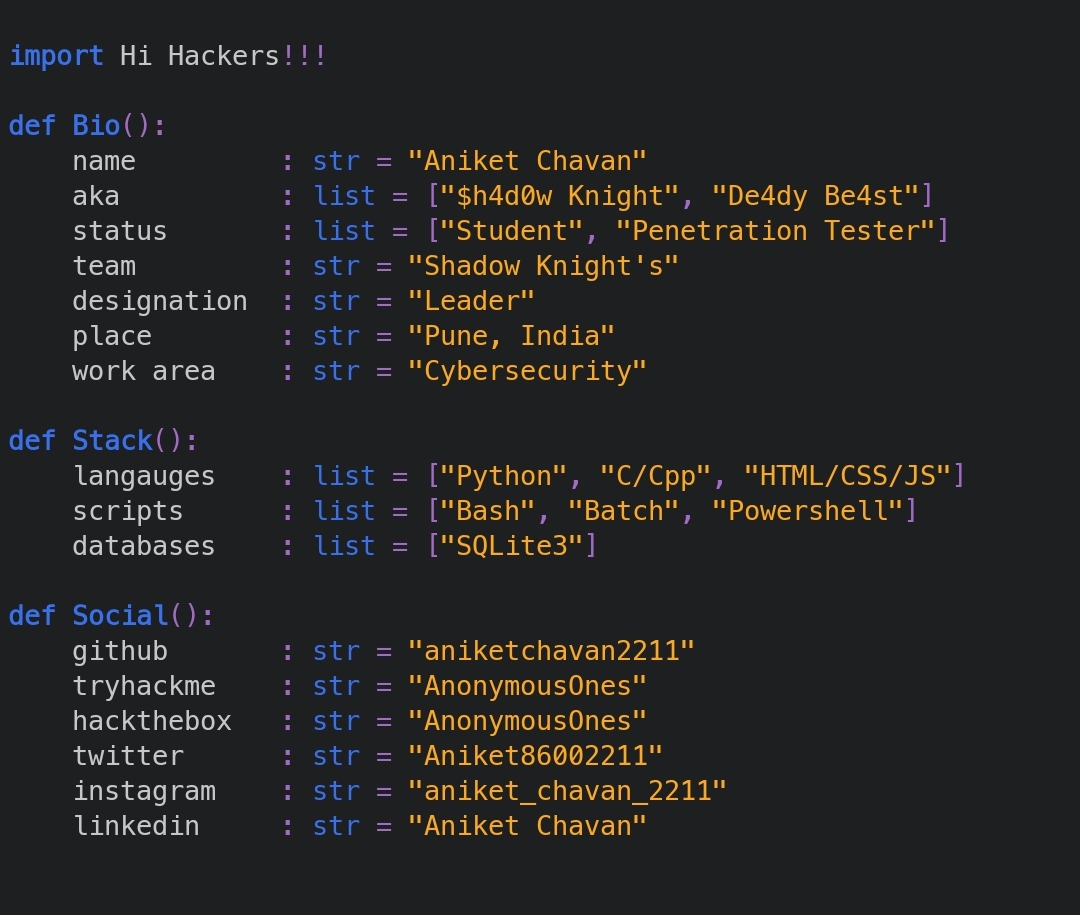 import Hi Hackers!!!
def Bio():
name : str = "Aniket Chavan"
aka : list = ["$h4d0w Knight", "De4dy Be4st"]
status : list = ["Student", "Penetration Tester"]
team : str = "Shadow Knight's"
designation : str = "Leader"
place : str = "Pune, India"
work area : str = "Cybersecurity"
def Stack():
langauges : list = ["Python", "C/Cpp", "HTML/CSS/JS"]
scripts : list = ["Bash", "Batch", "Powershell"]
databases : list = ["SQLite3"]
def Social():
github : str = "aniketchavan2211"
tryhackme : str = "AnonymousOnes"
hackthebox : str = "AnonymousOnes"
twitter : str = "Aniket86002211"
instagram : str = "aniket_chavan_2211"
linkedin : str = "Aniket Chavan"